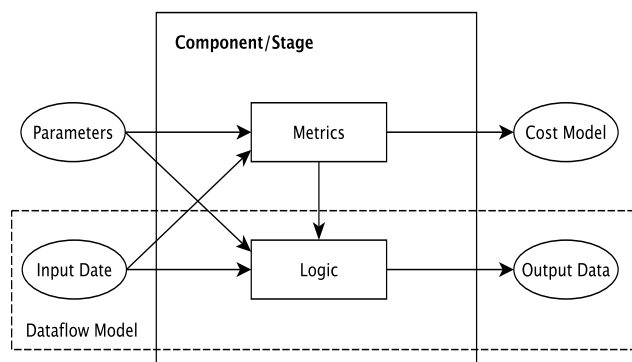 Component/Stage
Parameters
Metrics
Cost Model
Input Date
Logic
Output Data
Dataflow Model